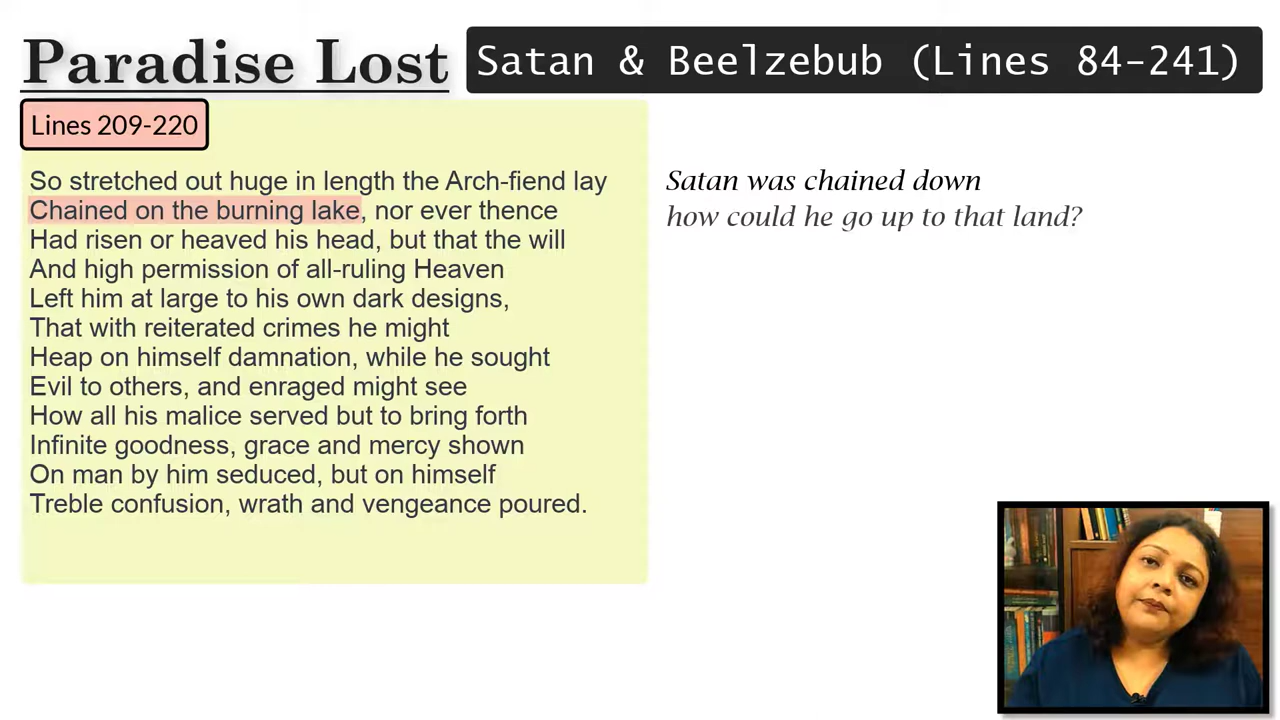 Paradise Lost
Satan & Beelzebub (Lines 84-241)
Lines 209-220
So stretched out huge in length the Arch-fiend lay
Chained on the burning lake, nor ever thence
Had risen or heaved his head, but that the will
And high permission of all-ruling Heaven
Left him at large to his own dark designs,
That with reiterated crimes he might
Heap on himself damnation, while he sought
Evil to others, and enraged might see
How all his malice served but to bring forth
Infinite goodness, grace and mercy shown
On man by him seduced, but on himself
Treble confusion, wrath and vengeance poured.
Satan was chained down
how could he go up to that land?